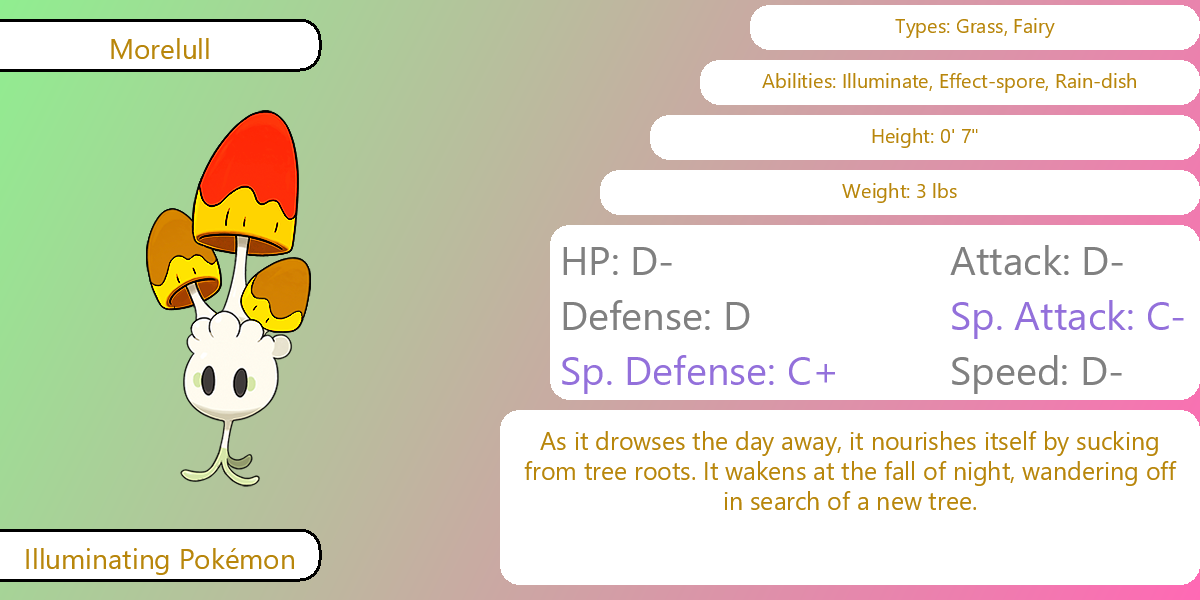 Morelull
Types: Grass, Fairy
Abilities: Illuminate, Effect-spore, Rain-dish
Height: 0' 7"
Weight: 3 lbs
HP: D-
Attack: D-
Defense: D
Sp. Attack: C-
Sp. Defense: C+
Speed: D-
As it drowses the day away, it nourishes itself by sucking
from tree roots. It wakens at the fall of night, wandering off
in search of a new tree.
Illuminating Pokémon